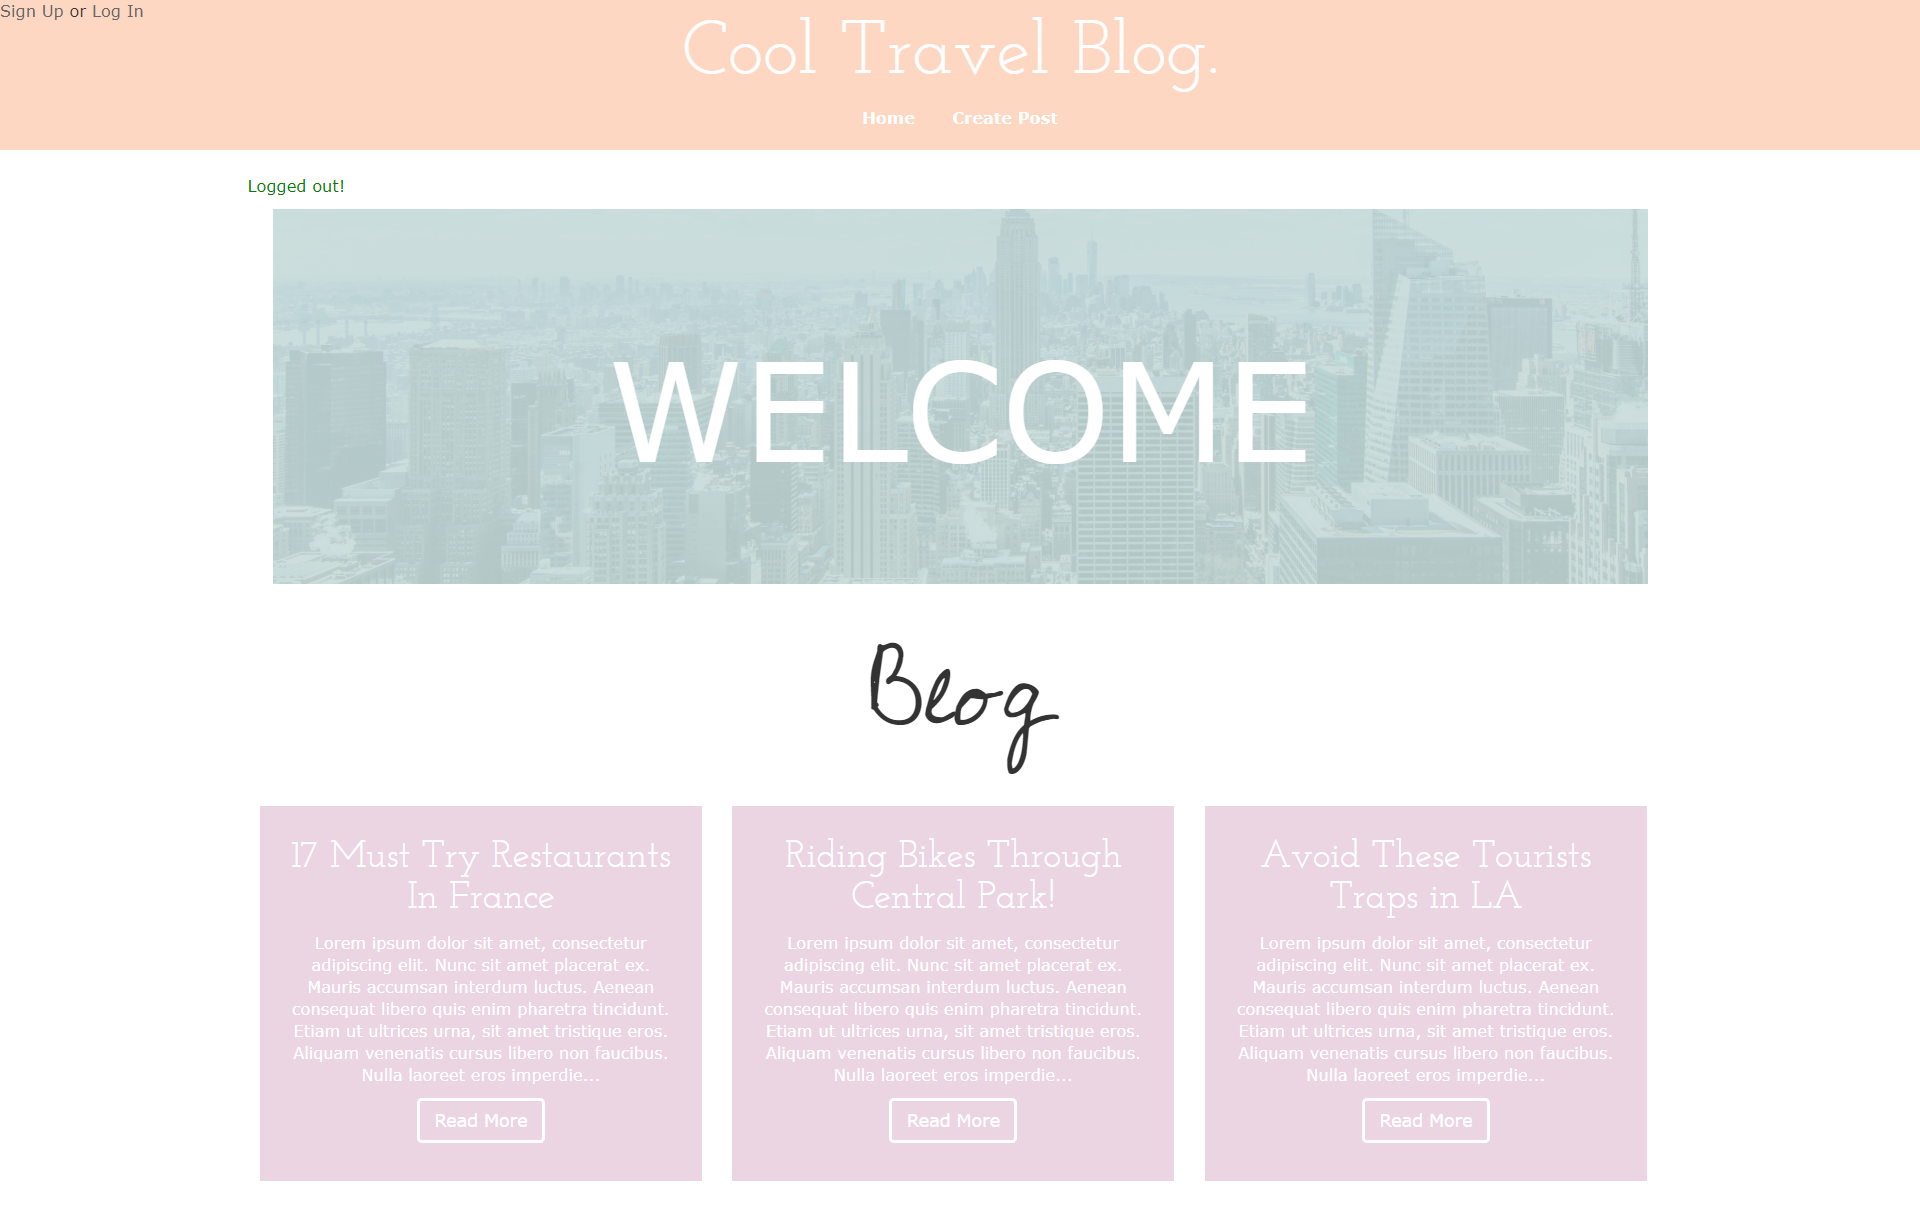 Sign Up or Log In
Cool Travel Blog.
Home Create Post
Logged out!
WELCOME
Blog
17 Must Try Restaurants
In France
Lorem ipsum dolor sit amet, consectetur
adipiscing elit. Nunc sit amet placerat ex.
Mauris accumsan interdum luctus. Aenean
consequat libero quis enim pharetra tincidunt.
Etiam ut ultrices urna, sit amet tristique eros.
Aliquam venenatis cursus libero non faucibus.
Nulla laoreet eros imperdie...
Read More
Riding Bikes Through
Central Park!
Lorem ipsum dolor sit amet, consectetur
adipiscing elit. Nunc sit amet placerat ex.
Mauris accumsan interdum luctus. Aenean
consequat libero quis enim pharetra tincidunt.
Etiam ut ultrices urna, sit amet tristique eros.
Aliquam venenatis cursus libero non faucibus.
Nulla laoreet eros imperdie...
Read More
Avoid These Tourists
Traps in LA
Lorem ipsum dolor sit amet, consectetur
adipiscing elit. Nunc sit amet placerat ex.
Mauris accumsan interdum luctus. Aenean
consequat libero quis enim pharetra tincidunt.
Etiam ut ultrices urna, sit amet tristique eros.
Aliquam venenatis cursus libero non faucibus.
Nulla laoreet eros imperdie...
Read More